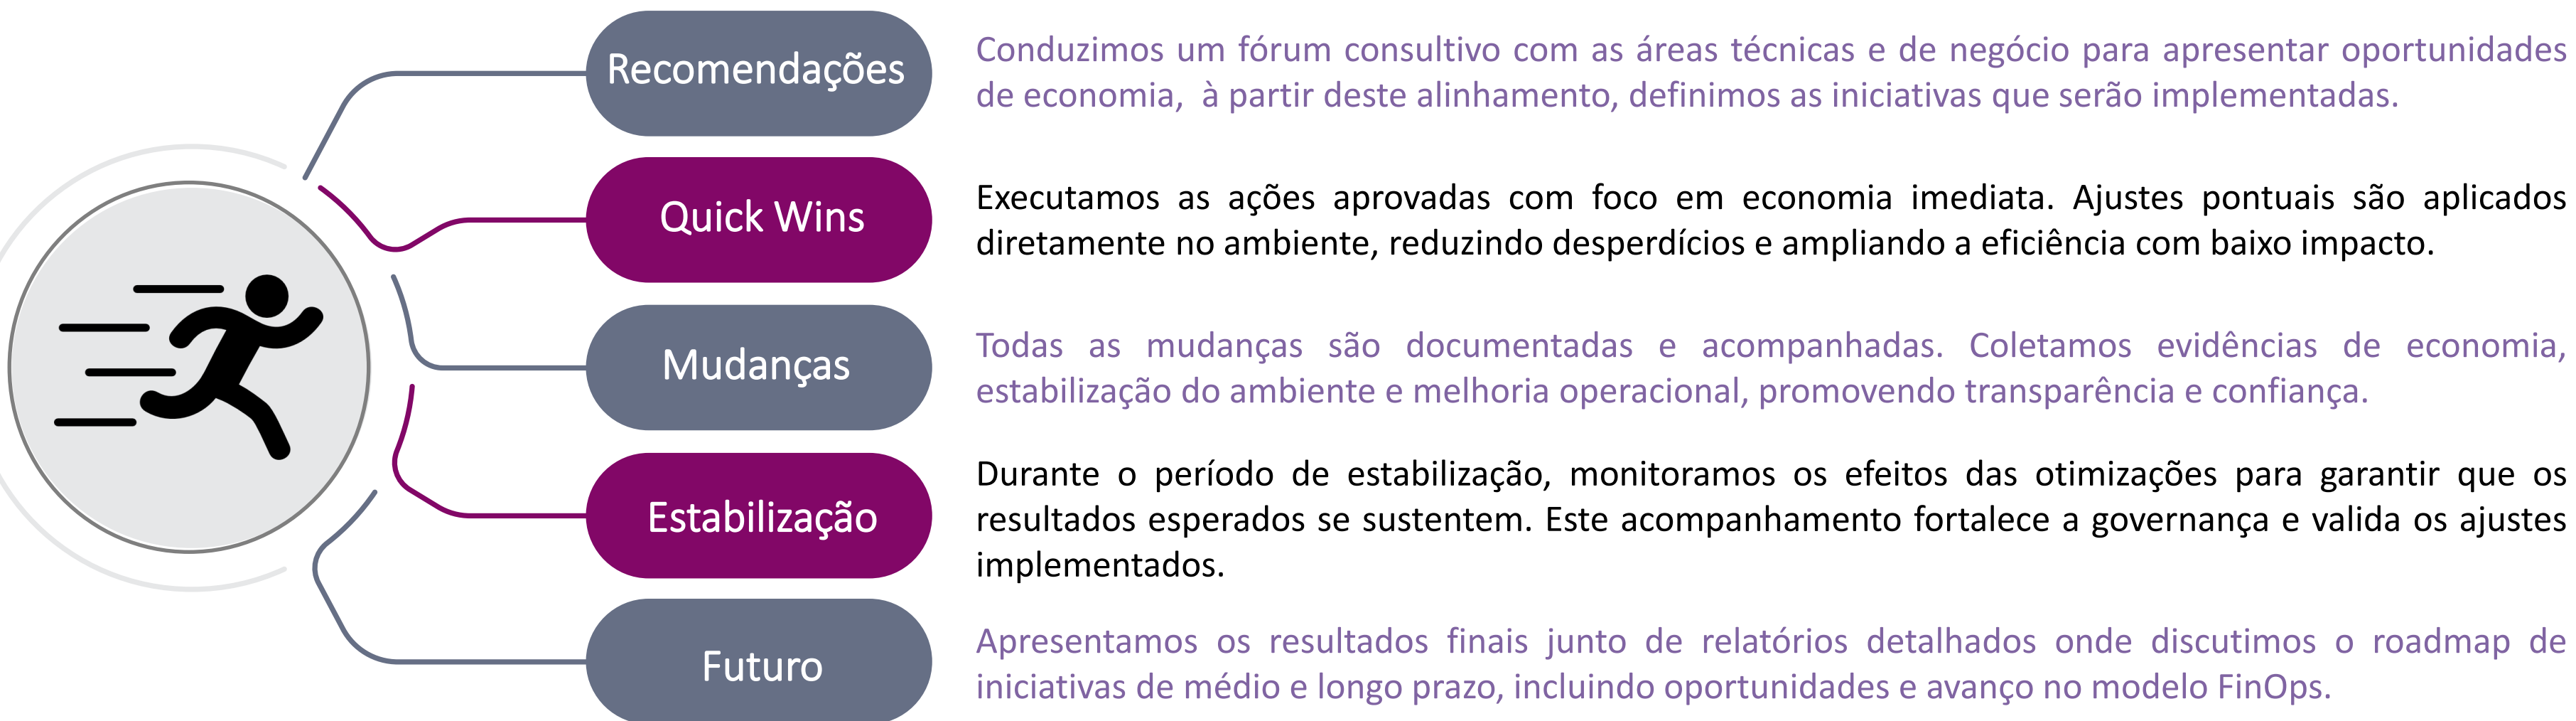 Recomendações
Conduzimos um fórum consultivo com as áreas técnicas e de negócio para apresentar oportunidades
de economia, à partir deste alinhamento, definimos as iniciativas que serão implementadas.
Quick Wins
Executamos as ações aprovadas com foco em economia imediata. Ajustes pontuais são aplicados
diretamente no ambiente, reduzindo desperdícios e ampliando a eficiência com baixo impacto.
Mudanças
Todas as mudanças são documentadas e acompanhadas. Coletamos evidências de economia,
estabilização do ambiente e melhoria operacional, promovendo transparência e confiança.
Estabilização
Durante o período de estabilização, monitoramos os efeitos das otimizações para garantir que os
resultados esperados se sustentem. Este acompanhamento fortalece a governança e valida os ajustes
implementados.
Futuro
Apresentamos os resultados finais junto de relatórios detalhados onde discutimos o roadmap de
iniciativas de médio e longo prazo, incluindo oportunidades e avanço no modelo FinOps.